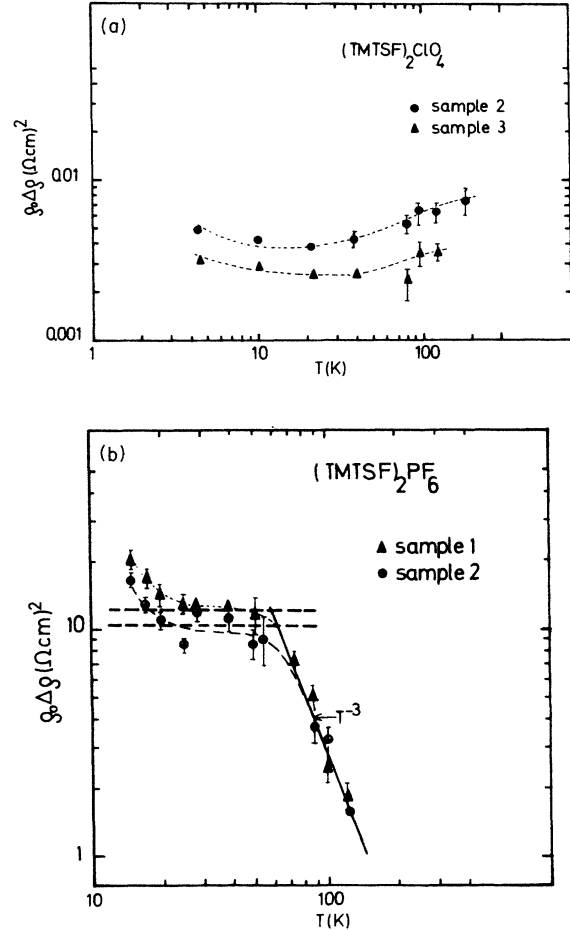 (a)
(TMTSF)₂ClO₄
● sample 2
▲ sample 3
ρ₀Δρ(Ωcm)²
0.01
0.001
1
10
100
T(K)
(b)
(TMTSF)₂PF₆
▲ sample 1
● sample 2
ρ₀Δρ(Ωcm)²
10
T⁻³
1
10
100
T(K)